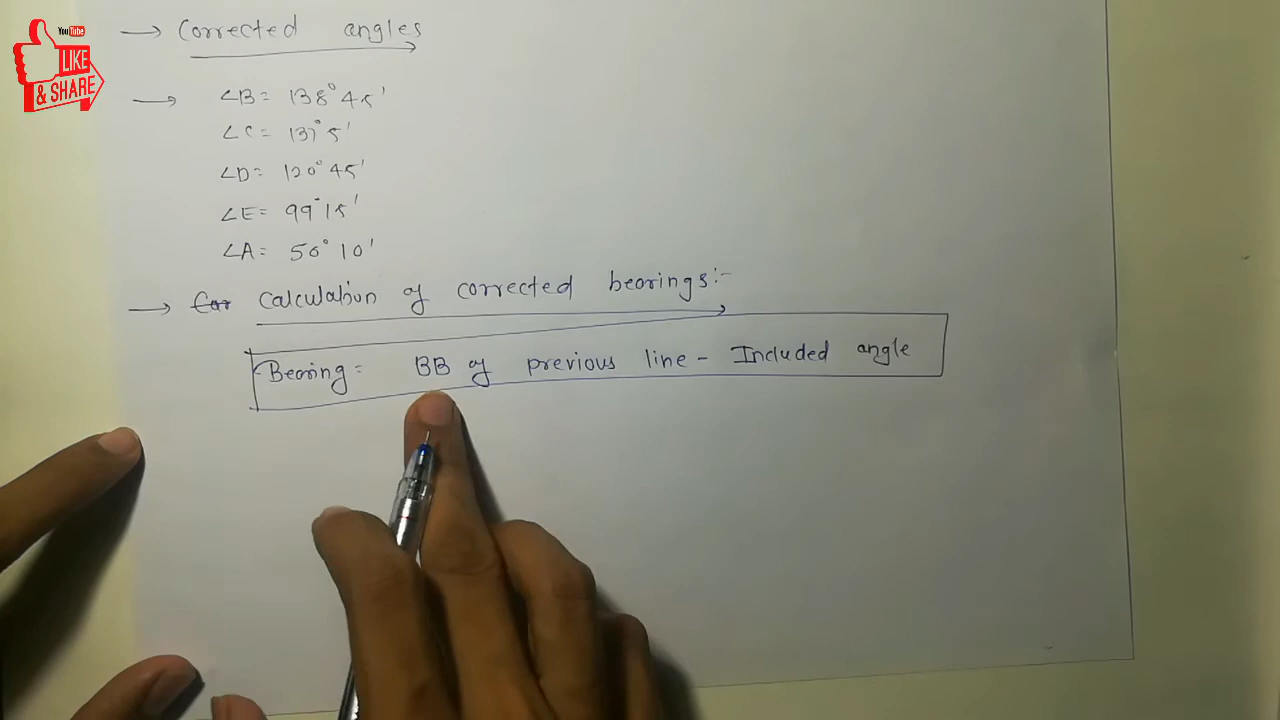 YouTube
LIKE
& SHARE
→ Corrected angles
→ ∠B = 138° 45'
∠C = 137° 5'
∠D = 120° 45'
∠E = 99° 15'
∠A = 50° 10'
→ for calculation of corrected bearings:-
Bearing = BB of previous line - Included angle